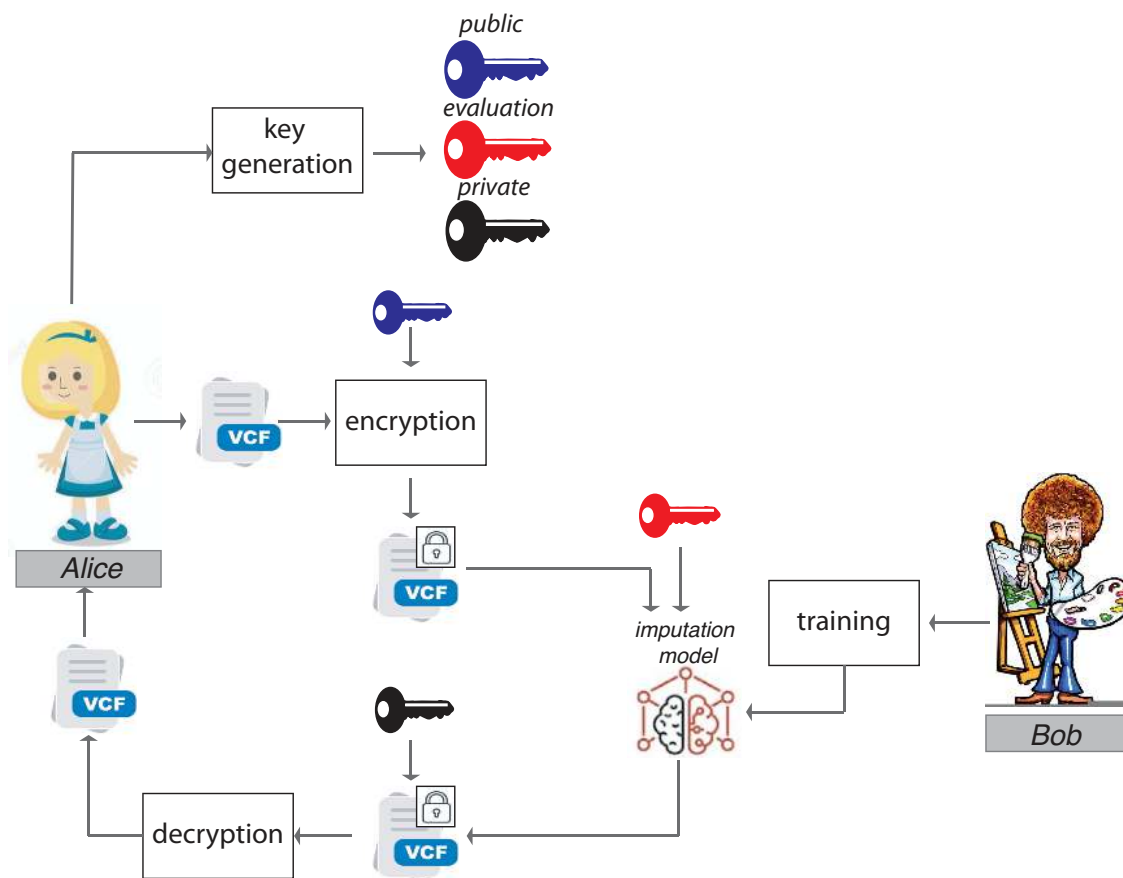 public
evaluation
key
generation
private
encryption
VCF
VCF
Alice
imputation
model
training
VCF
Bob
decryption
VCF